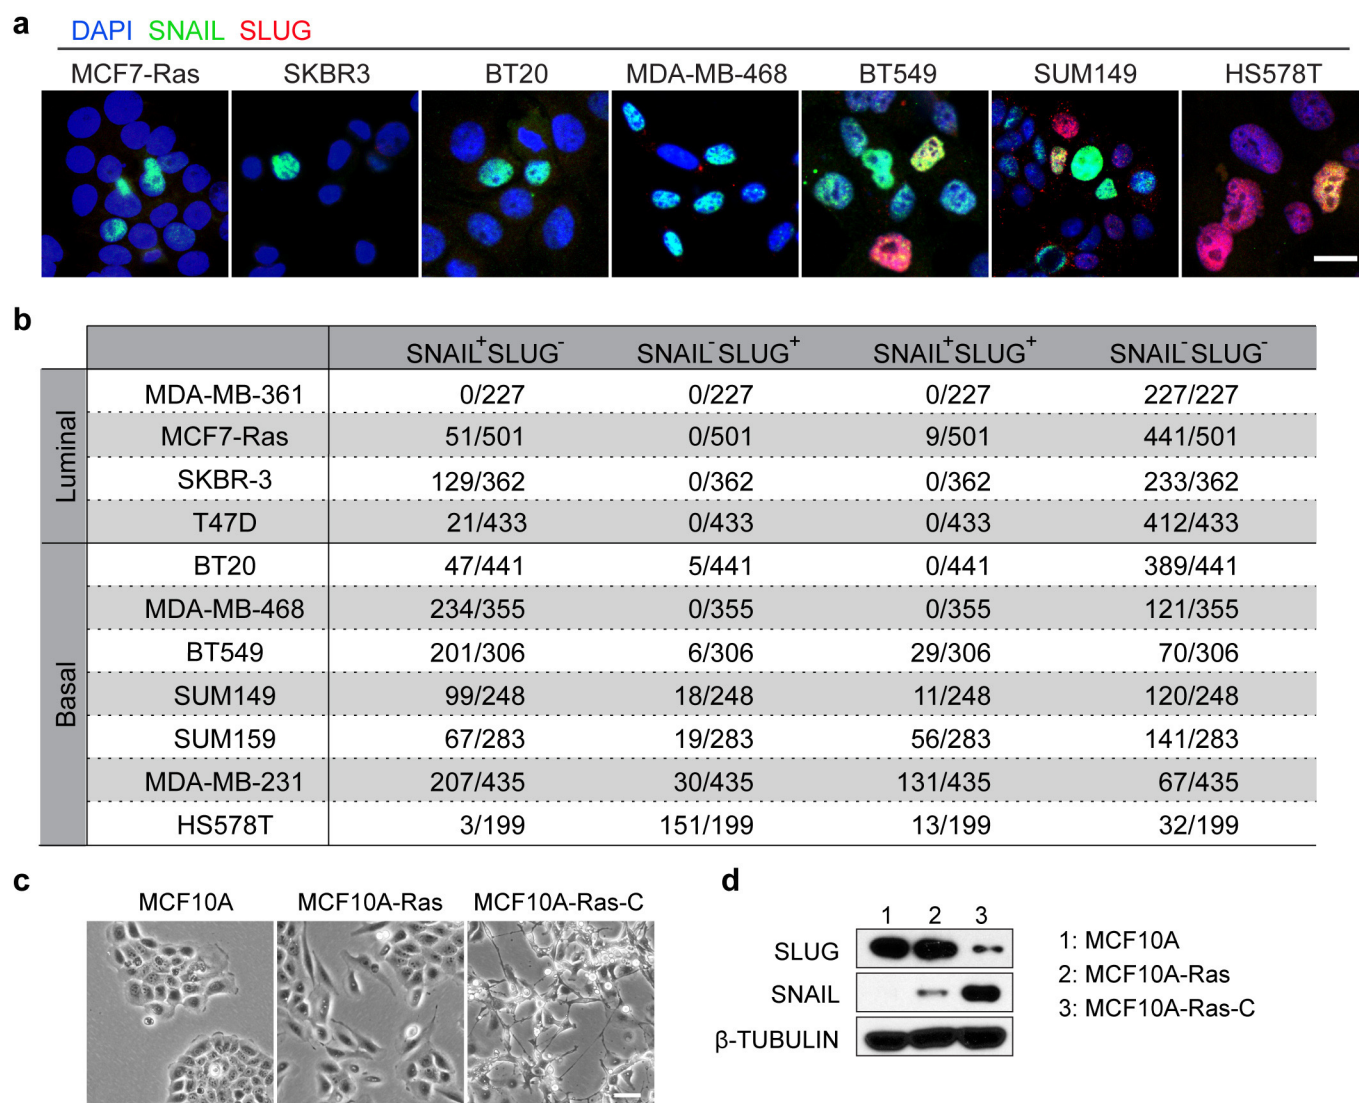 a
DAPI SNAIL SLUG
MCF7-Ras SKBR3 BT20 MDA-MB-468 BT549 SUM149 HS578T
b
SNAIL⁺SLUG⁻ SNAIL⁻SLUG⁺ SNAIL⁺SLUG⁺ SNAIL⁻SLUG⁻
Luminal
MDA-MB-361 0/227 0/227 0/227 227/227
MCF7-Ras 51/501 0/501 9/501 441/501
SKBR-3 129/362 0/362 0/362 233/362
T47D 21/433 0/433 0/433 412/433
Basal
BT20 47/441 5/441 0/441 389/441
MDA-MB-468 234/355 0/355 0/355 121/355
BT549 201/306 6/306 29/306 70/306
SUM149 99/248 18/248 11/248 120/248
SUM159 67/283 19/283 56/283 141/283
MDA-MB-231 207/435 30/435 131/435 67/435
HS578T 3/199 151/199 13/199 32/199
c
MCF10A MCF10A-Ras MCF10A-Ras-C
d
1 2 3
SLUG
SNAIL
β-TUBULIN
1: MCF10A
2: MCF10A-Ras
3: MCF10A-Ras-C